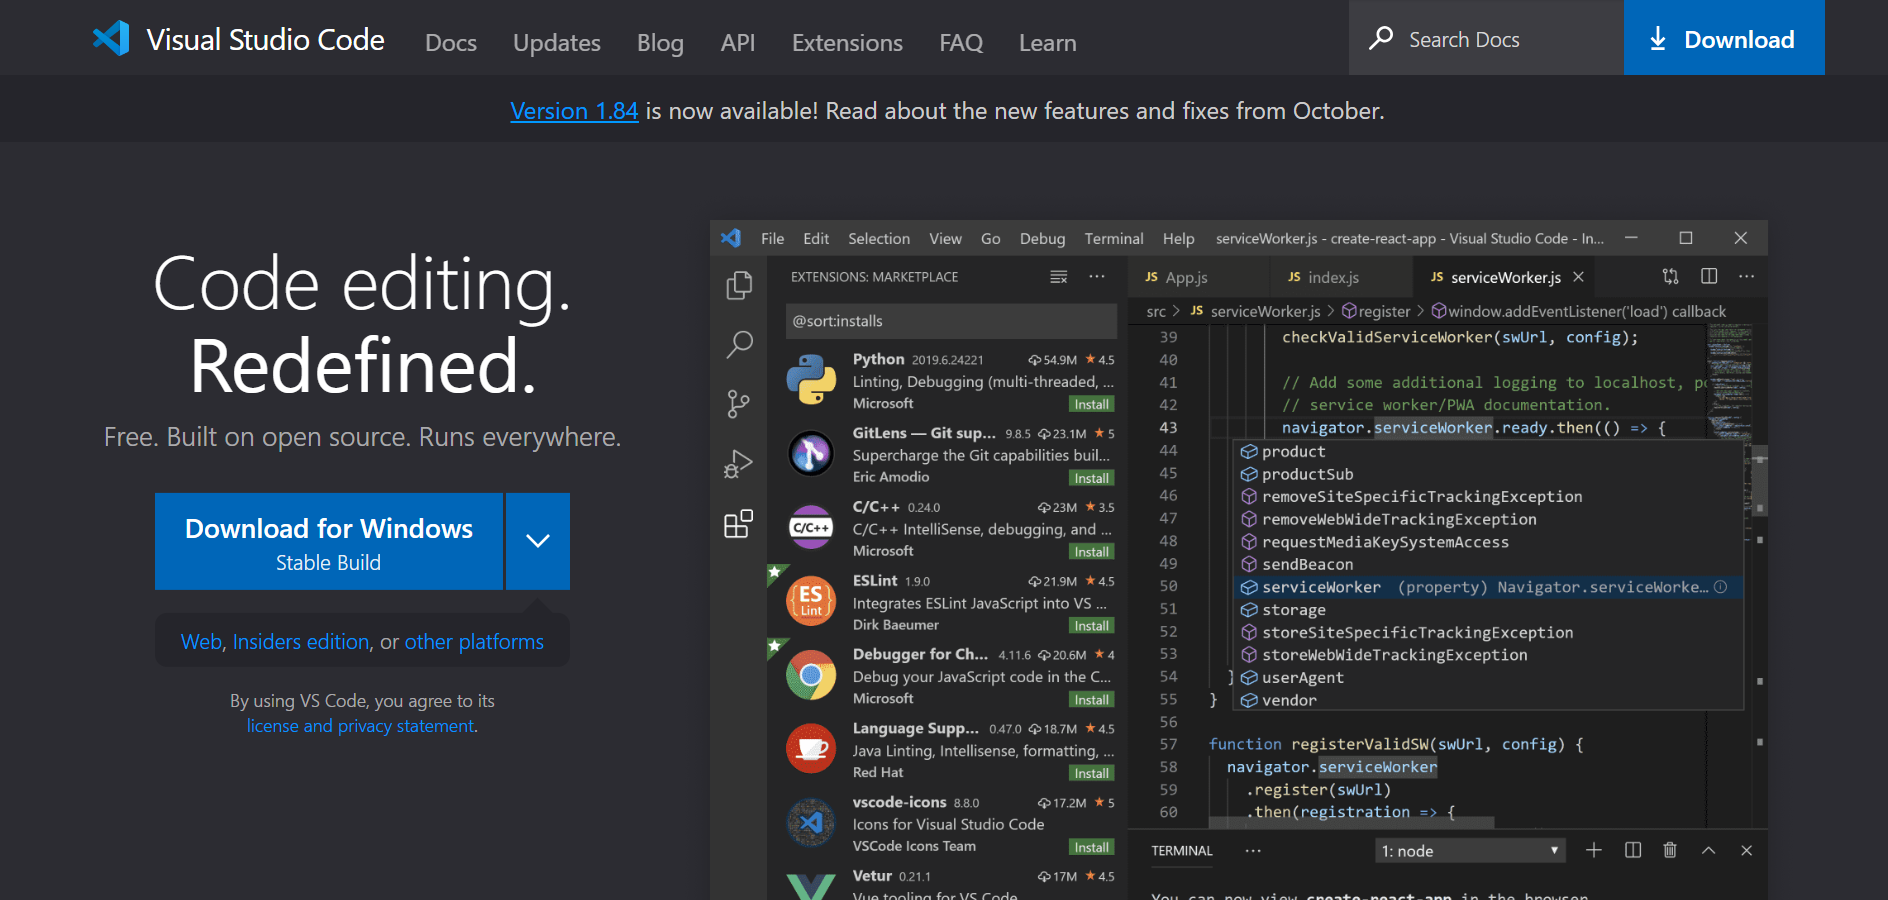 Visual Studio Code Docs Updates Blog API Extensions FAQ Learn Search Docs Download
Version 1.84 is now available! Read about the new features and fixes from October.
Code editing.
Redefined.
Free. Built on open source. Runs everywhere.
Download for Windows
Stable Build
Web, Insiders edition, or other platforms
By using VS Code, you agree to its
license and privacy statement.
File Edit Selection View Go Debug Terminal Help serviceWorker.js - create-react-app - Visual Studio Code - In...
EXTENSIONS: MARKETPLACE
@sort:installs
Python 2019.6.24221 54.9M 4.5
Linting, Debugging (multi-threaded, ...
Microsoft Install
GitLens — Git sup... 9.8.5 23.1M 5
Supercharge the Git capabilities buil...
Eric Amodio Install
C/C++
C/C++ 0.24.0 23M 3.5
C/C++ IntelliSense, debugging, and ...
Microsoft Install
ES
Lint
ESLint 1.9.0 21.9M 4.5
Integrates ESLint JavaScript into VS ...
Dirk Baeumer Install
Debugger for Ch... 4.11.6 20.6M 4
Debug your JavaScript code in the C...
Microsoft Install
Language Supp... 0.47.0 18.7M 4.5
Java Linting, Intellisense, formatting, ...
Red Hat Install
vscode-icons 8.8.0 17.2M 5
Icons for Visual Studio Code
VSCode Icons Team Install
Vetur 0.21.1 17M 4.5
Vue tooling for VS Code
JS App.js JS index.js JS serviceWorker.js
src > JS serviceWorker.js > register > window.addEventListener('load') callback
39 checkValidServiceWorker(swUrl, config);
40
41 // Add some additional logging to localhost, po
42 // service worker/PWA documentation.
43 navigator.serviceWorker.ready.then(() => {
44 product
45 productSub
46 removeSiteSpecificTrackingException
47 removeWebWideTrackingException
48 requestMediaKeySystemAccess
49 sendBeacon
50 serviceWorker (property) Navigator.serviceWorke...
51 storage
52 storeSiteSpecificTrackingException
53 storeWebWideTrackingException
54 } userAgent
55 } vendor
56
57 function registerValidSW(swUrl, config) {
58 navigator.serviceWorker
59 .register(swUrl)
60 .then(registration => {
TERMINAL ... 1: node
You can now view create-react-app in the browser